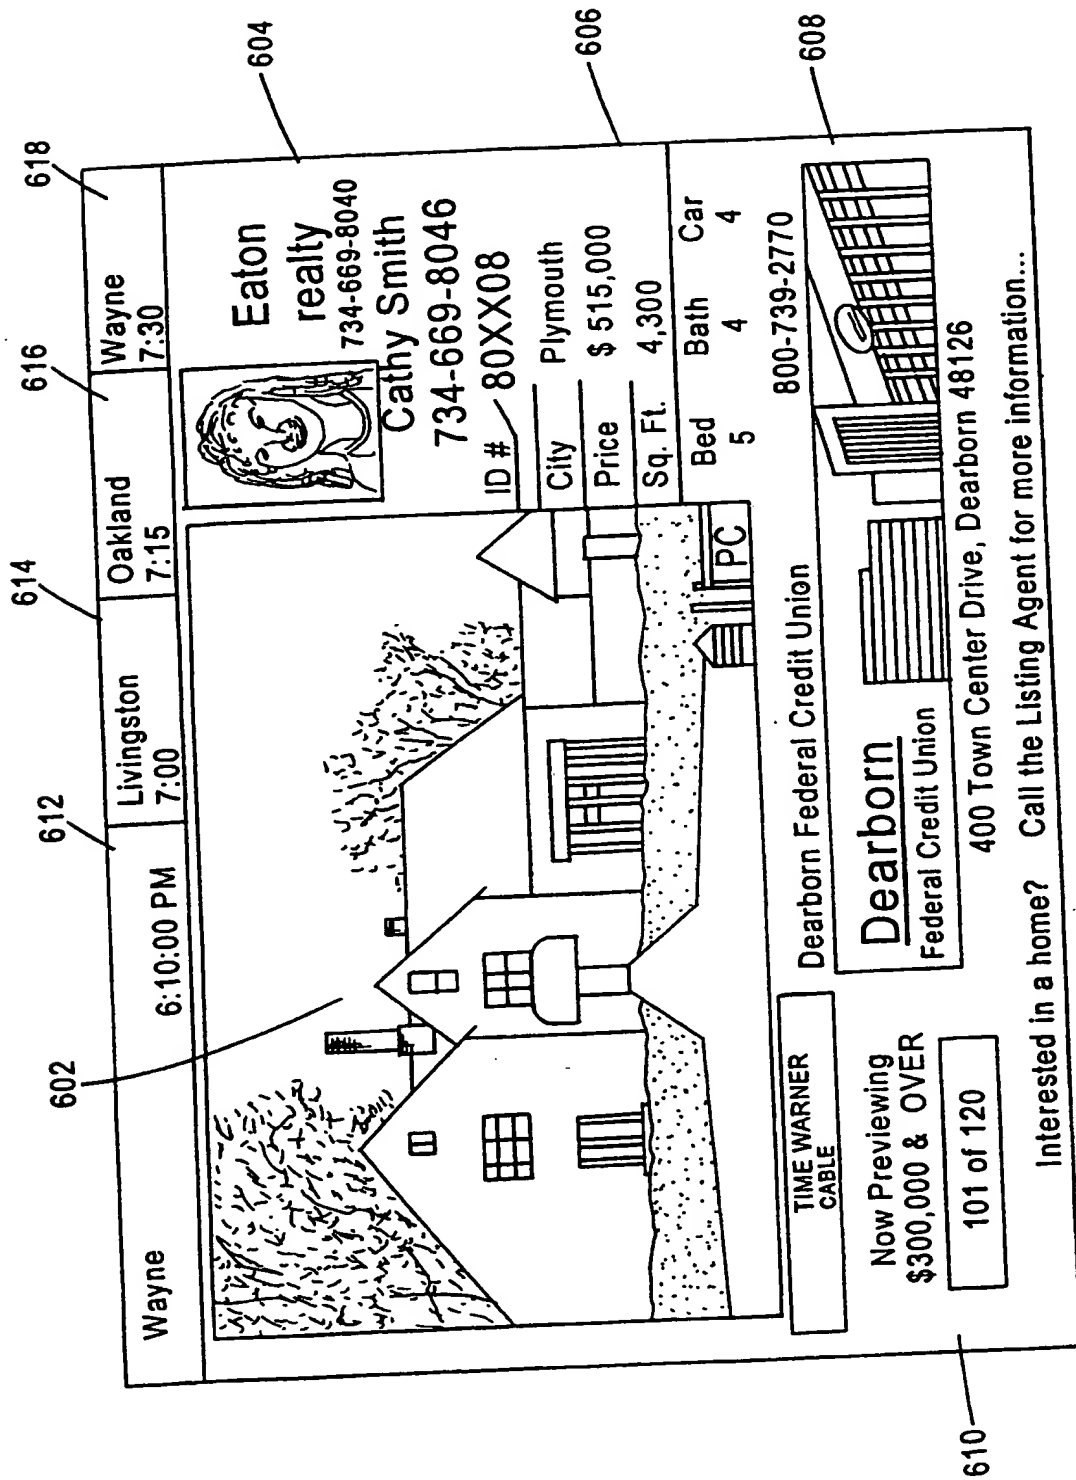 612
614
616
618
Wayne 6:10:00 PM
Livingston
7:00
Oakland
7:15
Wayne
7:30
602
604
Eaton
realty
734-669-8040
Cathy Smith
734-669-8046
ID # 80XX08
City Plymouth
Price $ 515,000
Sq. Ft. 4,300
606
Bed Bath Car
5 4 4
PC
608
TIME WARNER
CABLE
Now Previewing
$300,000 & OVER
101 of 120
610
Dearborn Federal Credit Union 800-739-2770
Dearborn
Federal Credit Union
400 Town Center Drive, Dearborn 48126
Interested in a home? Call the Listing Agent for more information...